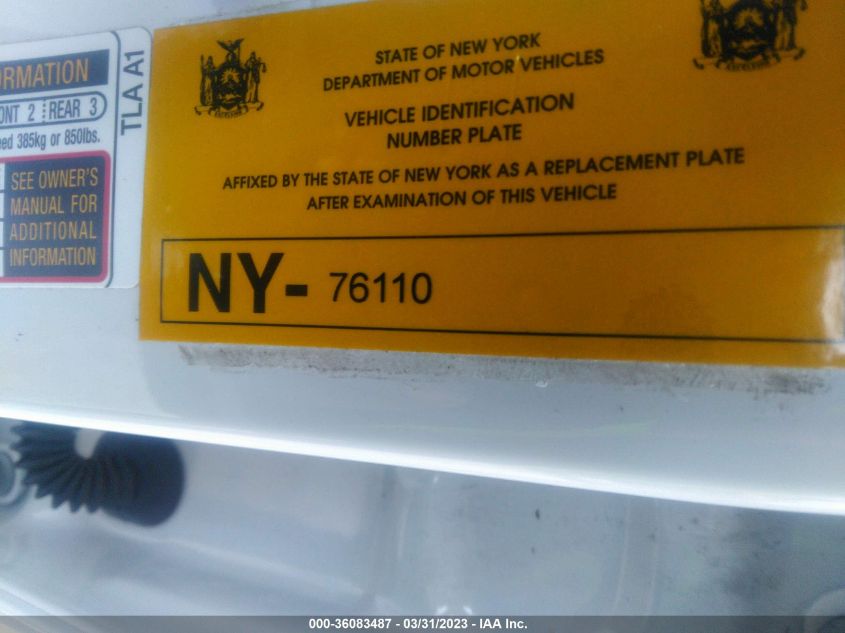 ORMATION
ONT 2 REAR 3
eed 385kg or 850lbs.
SEE OWNER'S
MANUAL FOR
ADDITIONAL
INFORMATION
TLA A1
STATE OF NEW YORK
DEPARTMENT OF MOTOR VEHICLES
VEHICLE IDENTIFICATION
NUMBER PLATE
AFFIXED BY THE STATE OF NEW YORK AS A REPLACEMENT PLATE
AFTER EXAMINATION OF THIS VEHICLE
NY- 76110
000-36083487 - 03/31/2023 - IAA Inc.